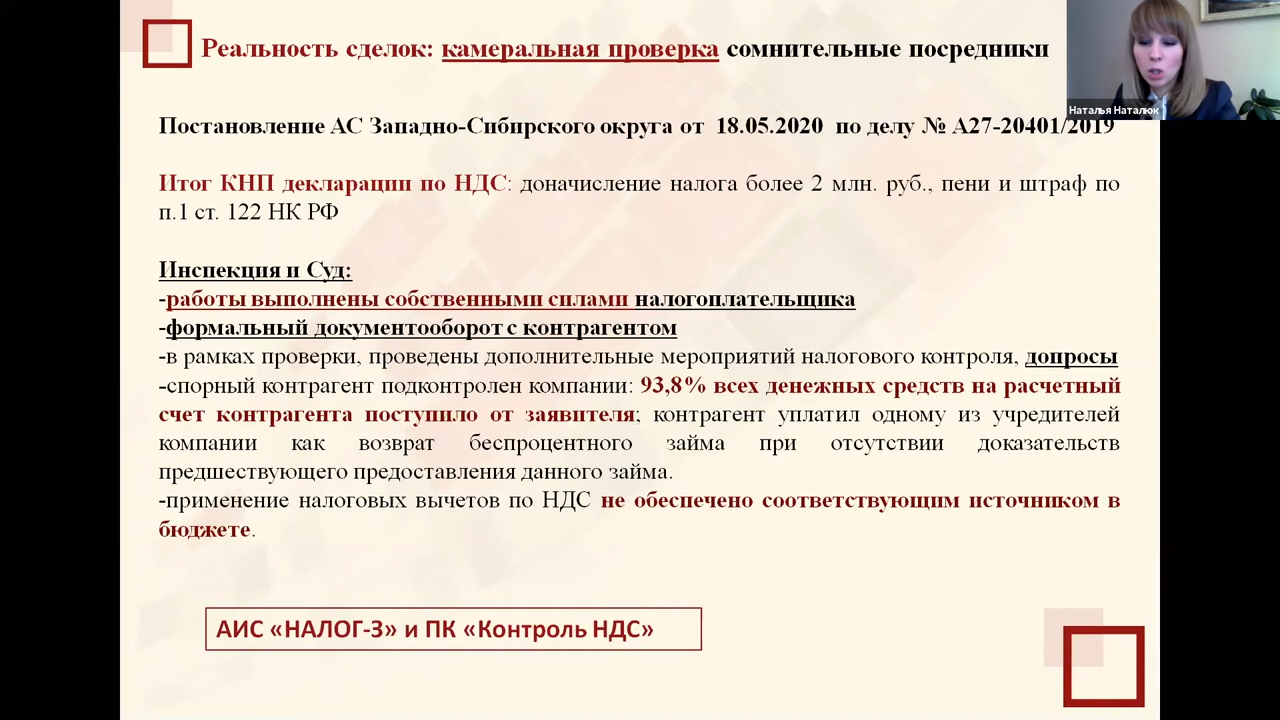 Реальность сделок: камеральная проверка сомнительные посредники
Наталья Наталюк
Постановление АС Западно-Сибирского округа от 18.05.2020 по делу № А27-20401/2019
Итог КНП декларации по НДС: доначисление налога более 2 млн. руб., пени и штраф по
п.1 ст. 122 НК РФ
Инспекция и Суд:
-работы выполнены собственными силами налогоплательщика
-формальный документооборот с контрагентом
-в рамках проверки, проведены дополнительные мероприятий налогового контроля, допросы
-спорный контрагент подконтролен компании: 93,8% всех денежных средств на расчетный
счет контрагента поступило от заявителя; контрагент уплатил одному из учредителей
компании как возврат беспроцентного займа при отсутствии доказательств
предшествующего предоставления данного займа.
-применение налоговых вычетов по НДС не обеспечено соответствующим источником в
бюджете.
АИС «НАЛОГ-3» и ПК «Контроль НДС»